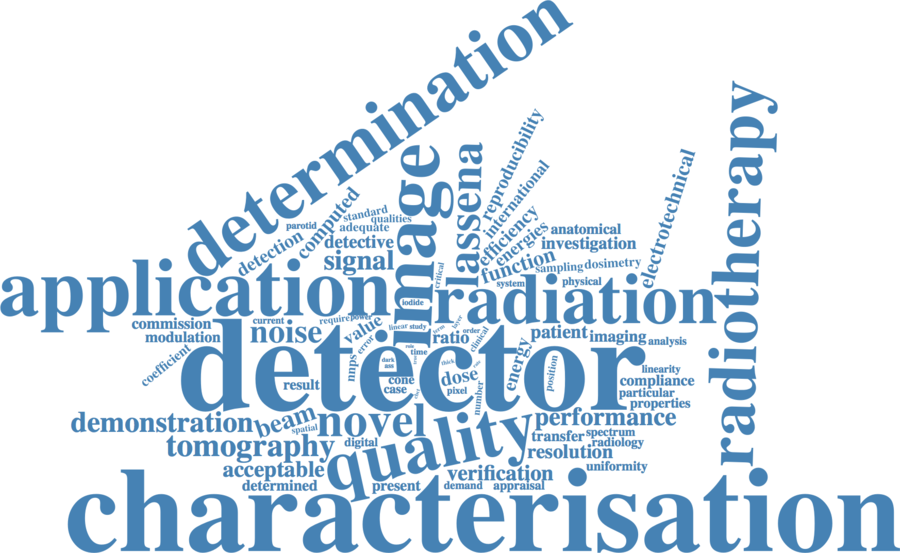 determination
image
lassena
reproducibility
international
efficiency
energies
function
electrotechnical
radiotherapy
computed
standard
qualities
parotid
adequate
detection
detective
signal
anatomical
investigation
sampling
dosimetry
system
physical
critical
application
iodide
radiation
commission
current
require
power
modulation
noise
value
linear
study
error
coefficient
nnps
ratio
order
layer
clinical
patient
imaging
analysis
detector
time
dark
thick
energy
position
linearity
result
cone
case
dose
pixel
number
compliance
particular
properties
demonstration
beam
spatial
novel
performance
tomography
digital
quality
transfer
spectrum
radiology
resolution
acceptable
verification
uniformity
determined
present
demand
appraisal
characterisation